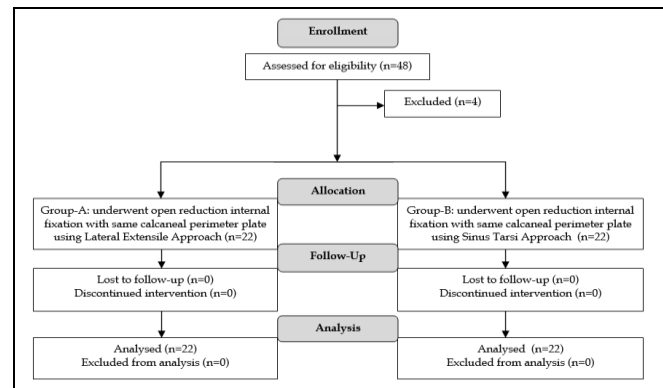 Enrollment
Assessed for eligibility (n=48)
Excluded (n=4)
Allocation
Group-A: underwent open reduction internal
fixation with same calcaneal perimeter plate
using Lateral Extensile Approach (n=22)
Group-B: underwent open reduction internal
fixation with same calcaneal perimeter plate
using Sinus Tarsi Approach (n=22)
Follow-Up
Lost to follow-up (n=0)
Discontinued intervention (n=0)
Lost to follow-up (n=0)
Discontinued intervention (n=0)
Analysis
Analysed (n=22)
Excluded from analysis (n=0)
Analysed (n=22)
Excluded from analysis (n=0)